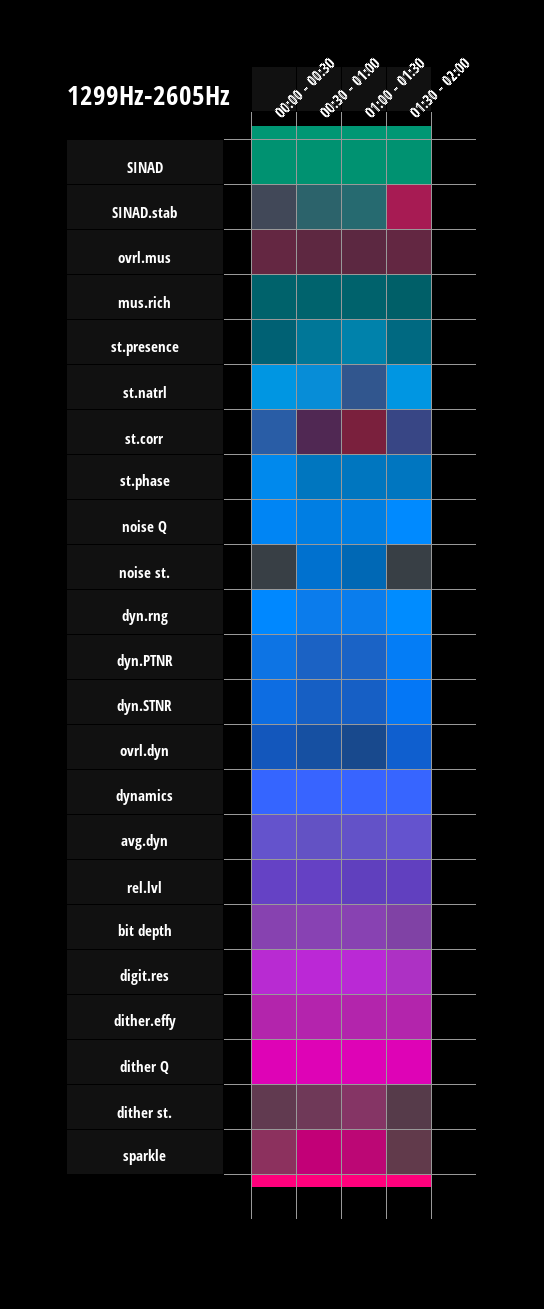 1299Hz-2605Hz
00:00 - 00:30
00:30 - 01:00
01:00 - 01:30
01:30 - 02:00
SINAD
SINAD.stab
ovrl.mus
mus.rich
st.presence
st.natrl
st.corr
st.phase
noise Q
noise st.
dyn.rng
dyn.PTNR
dyn.STNR
ovrl.dyn
dynamics
avg.dyn
rel.lvl
bit depth
digit.res
dither.effy
dither Q
dither st.
sparkle